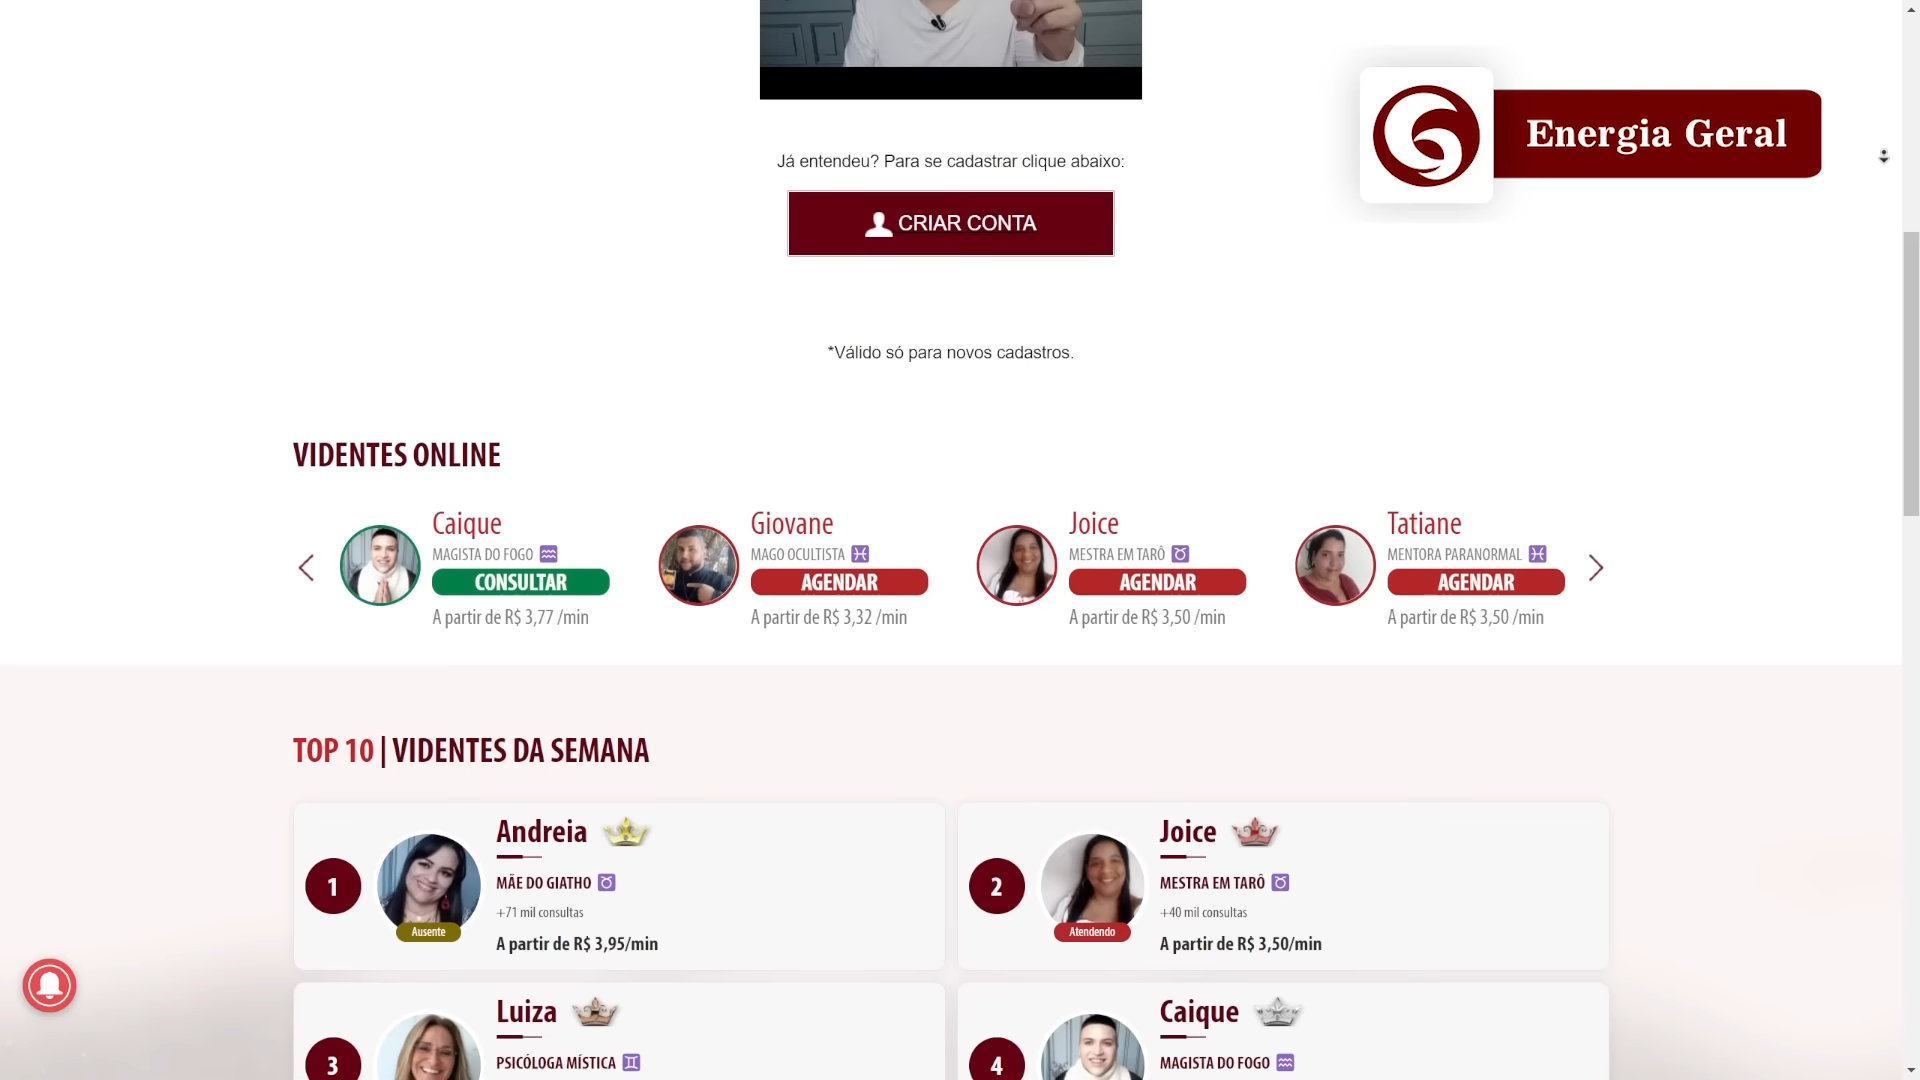 Energia Geral
Já entendeu? Para se cadastrar clique abaixo:
CRIAR CONTA
*Válido só para novos cadastros.
VIDENTES ONLINE
Caique
MAGISTA DO FOGO ♒
CONSULTAR
A partir de R$ 3,77 /min
Giovane
MAGO OCULTISTA ♓
AGENDAR
A partir de R$ 3,32 /min
Joice
MESTRA EM TARÔ ♉
AGENDAR
A partir de R$ 3,50 /min
Tatiane
MENTORA PARANORMAL ♓
AGENDAR
A partir de R$ 3,50 /min
TOP 10 | VIDENTES DA SEMANA
1
Andreia
MÃE DO GIATHO ♉
+71 mil consultas
Ausente
A partir de R$ 3,95/min
2
Joice
MESTRA EM TARÔ ♉
+40 mil consultas
Atendendo
A partir de R$ 3,50/min
3
Luiza
PSICÓLOGA MÍSTICA ♊
4
Caique
MAGISTA DO FOGO ♒